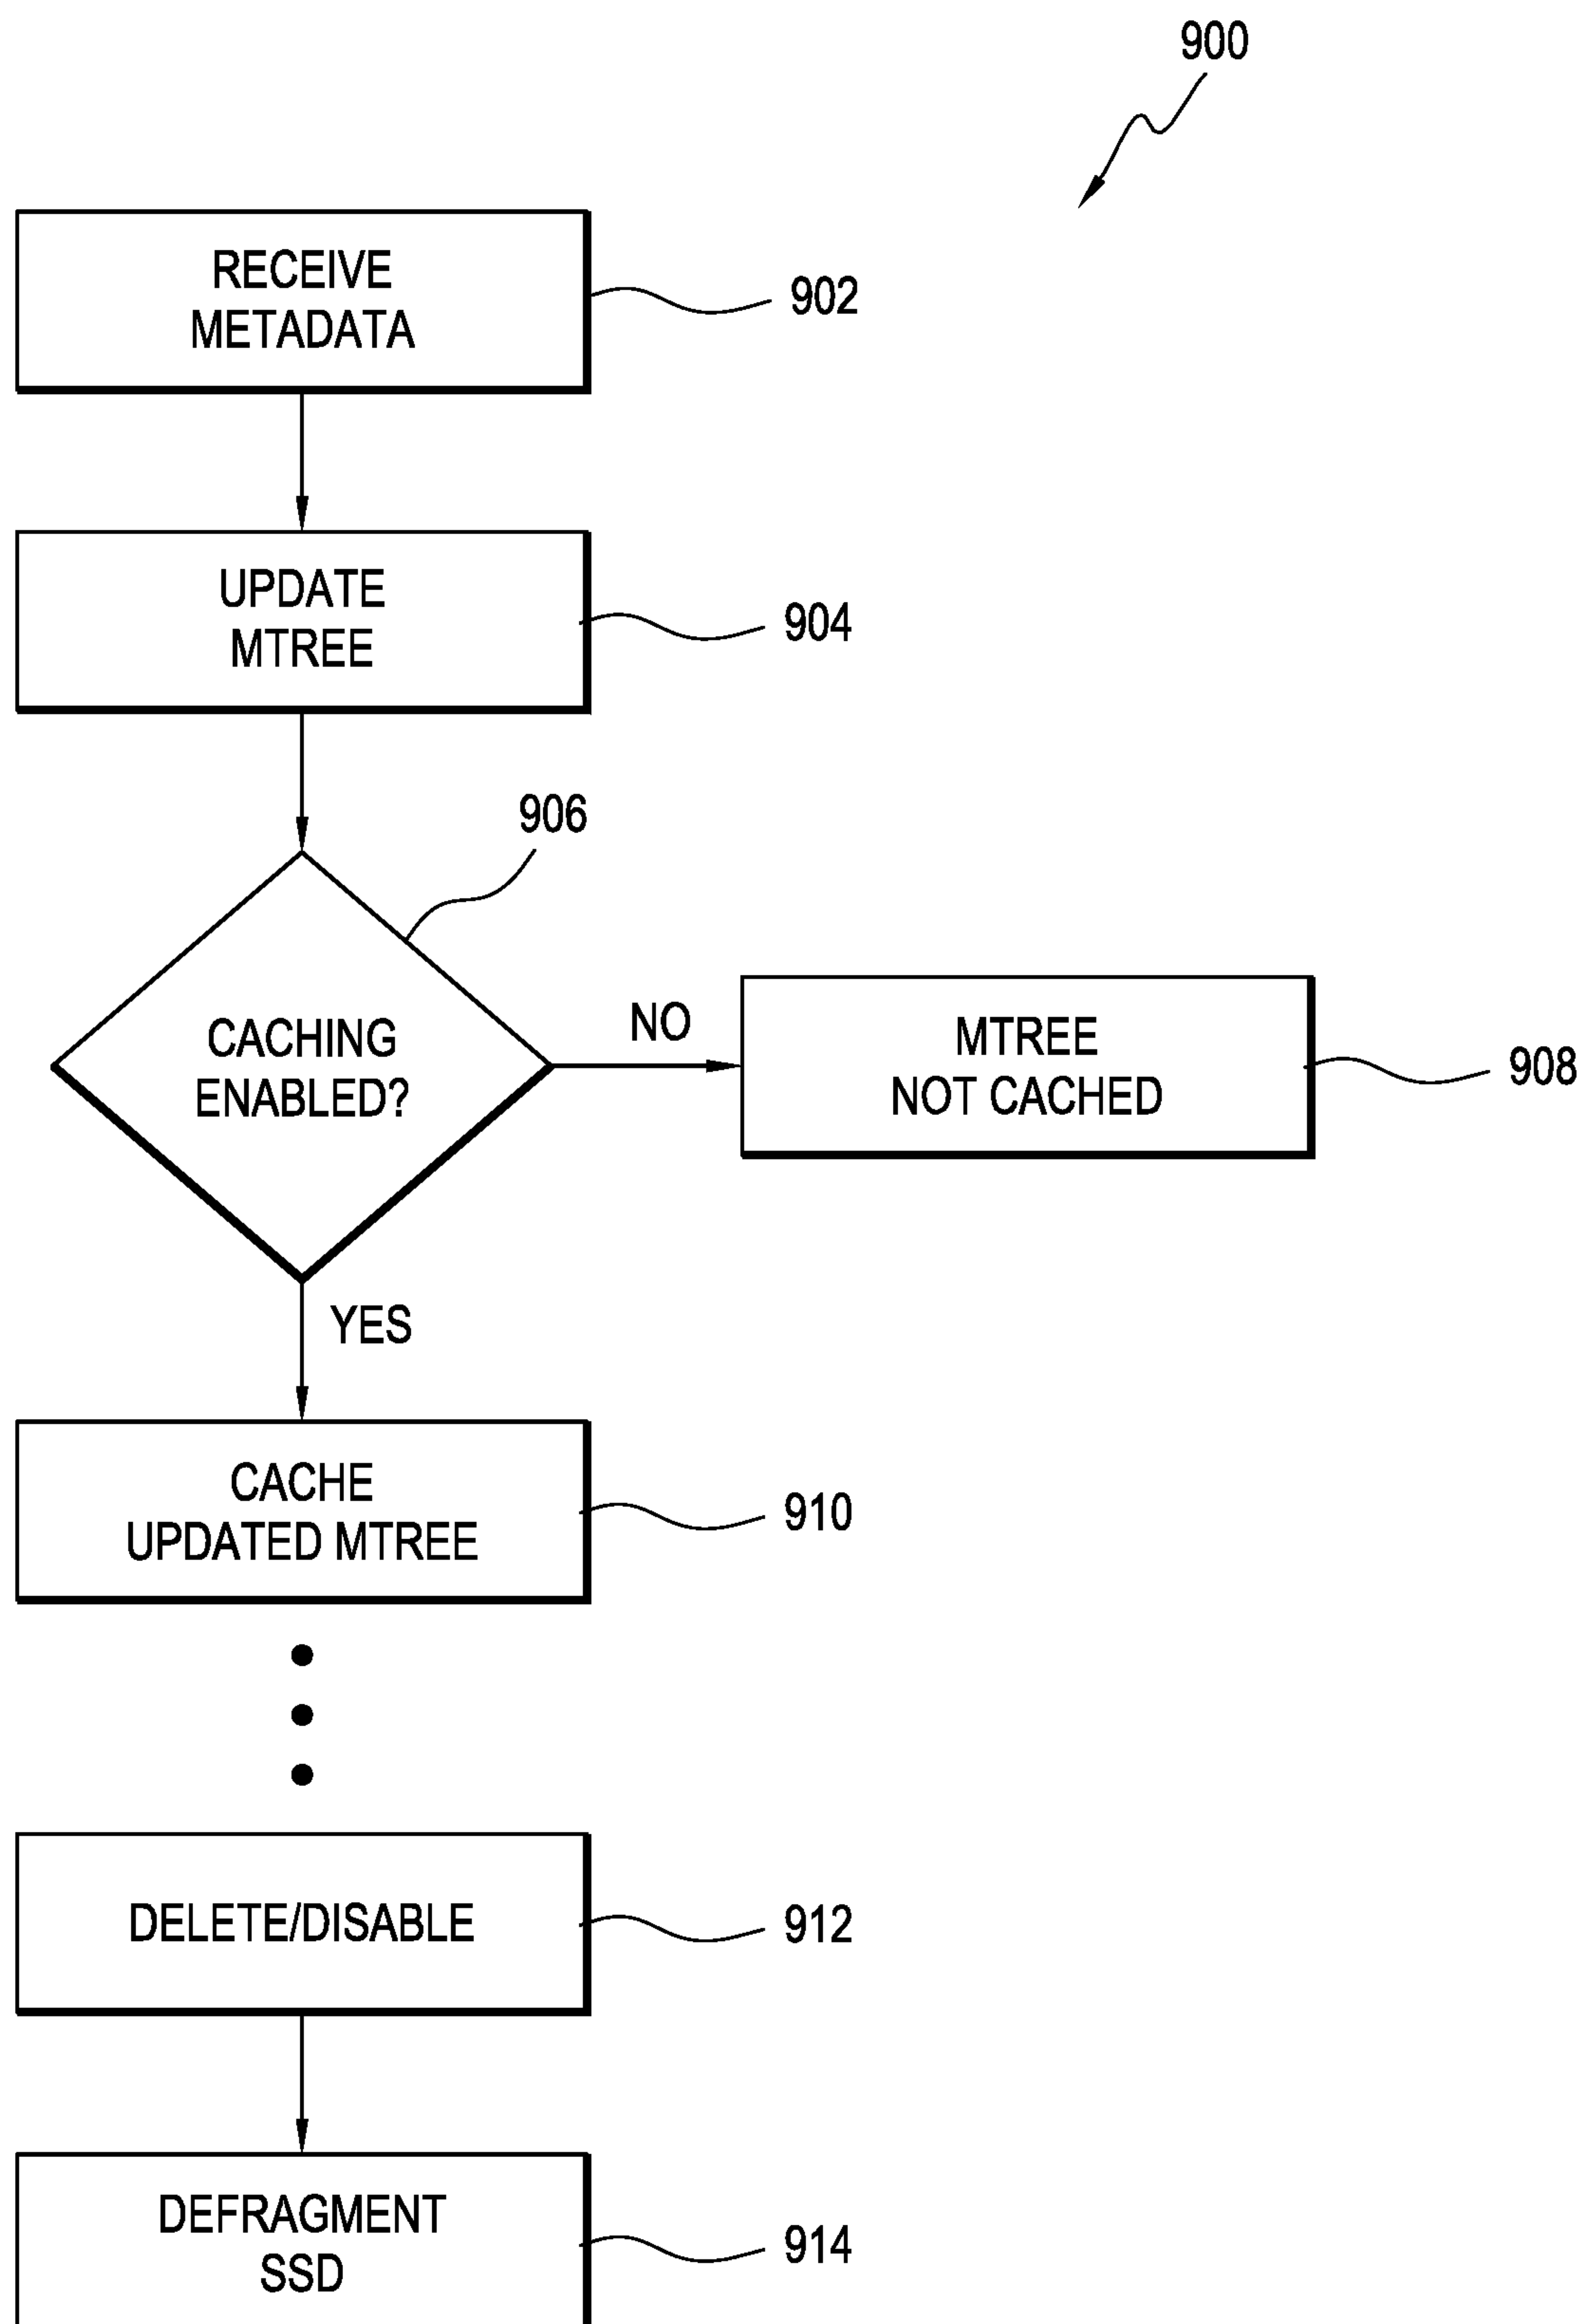 900
RECEIVE
METADATA
902
UPDATE
MTREE
904
906
CACHING
ENABLED?
NO
MTREE
NOT CACHED
908
YES
CACHE
UPDATED MTREE
910
DELETE/DISABLE
912
DEFRAGMENT
SSD
914